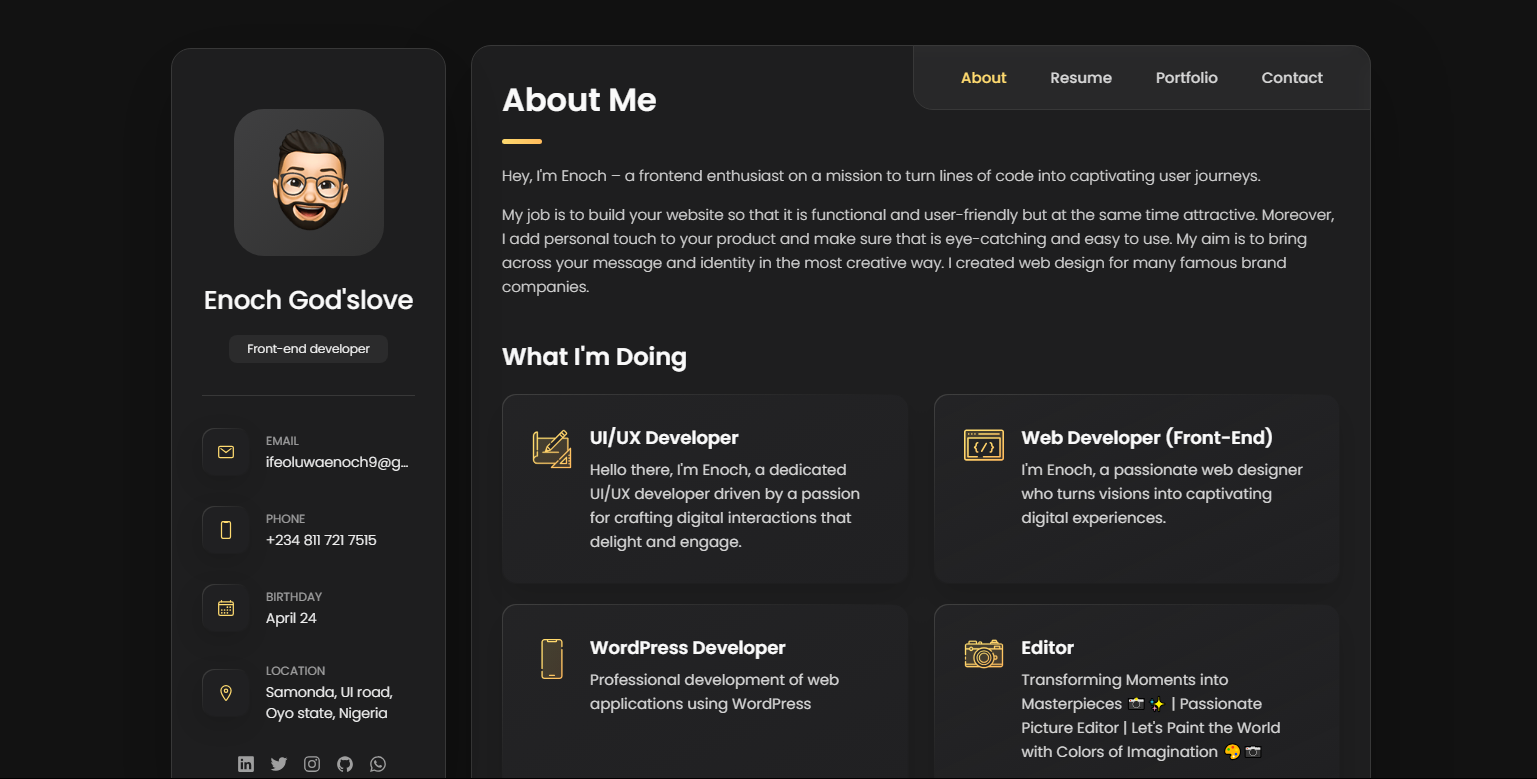 Enoch God'slove
Front-end developer
EMAIL
ifeoluwaenoch9@g...
PHONE
+234 811 721 7515
BIRTHDAY
April 24
LOCATION
Samonda, UI road,
Oyo state, Nigeria
About
Resume
Portfolio
Contact
About Me
Hey, I'm Enoch – a frontend enthusiast on a mission to turn lines of code into captivating user journeys.
My job is to build your website so that it is functional and user-friendly but at the same time attractive. Moreover,
I add personal touch to your product and make sure that is eye-catching and easy to use. My aim is to bring
across your message and identity in the most creative way. I created web design for many famous brand
companies.
What I'm Doing
UI/UX Developer
Hello there, I'm Enoch, a dedicated
UI/UX developer driven by a passion
for crafting digital interactions that
delight and engage.
Web Developer (Front-End)
I'm Enoch, a passionate web designer
who turns visions into captivating
digital experiences.
WordPress Developer
Professional development of web
applications using WordPress
Editor
Transforming Moments into
Masterpieces 📸✨ | Passionate
Picture Editor | Let's Paint the World
with Colors of Imagination 🎨📷